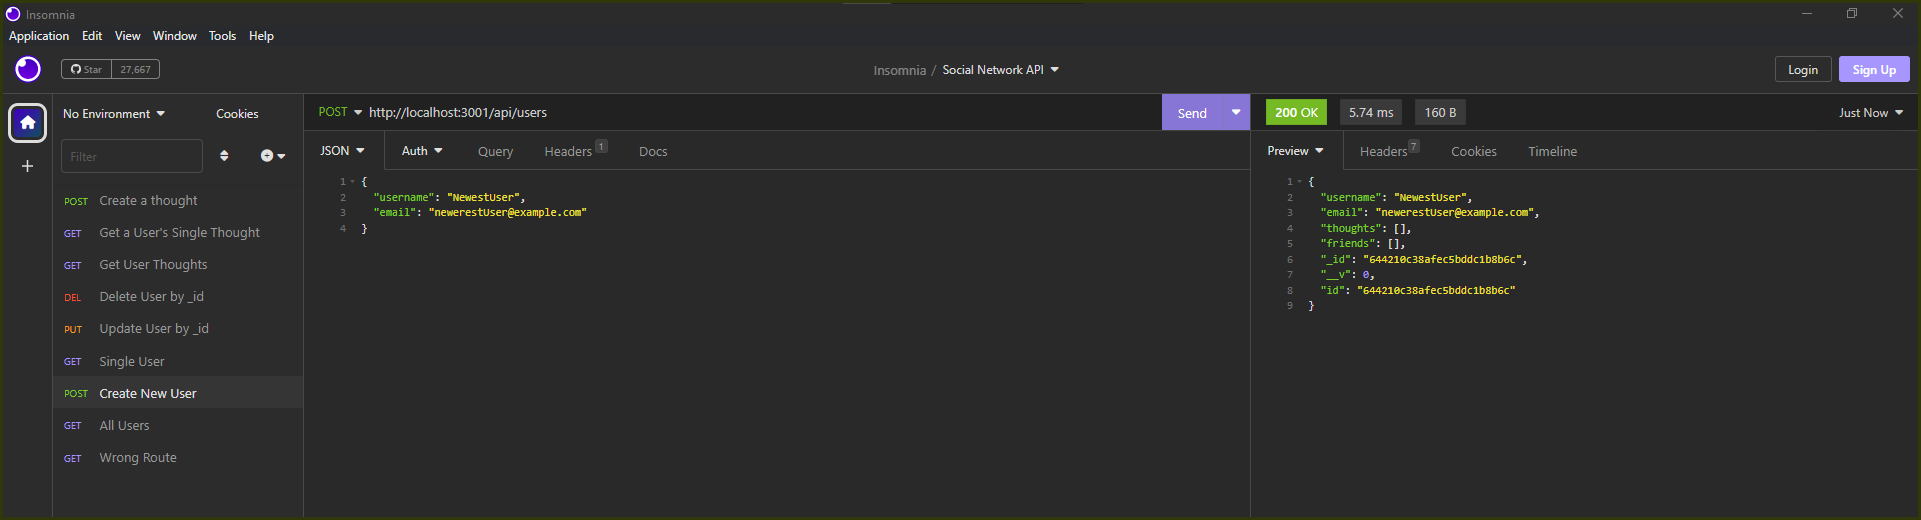 Insomnia
Application Edit View Window Tools Help
Star 27,667
Insomnia / Social Network API
Login Sign Up
No Environment Cookies
Filter
POST Create a thought
GET Get a User's Single Thought
GET Get User Thoughts
DEL Delete User by _id
PUT Update User by _id
GET Single User
POST Create New User
GET All Users
GET Wrong Route
POST http://localhost:3001/api/users Send
JSON Auth Query Headers 1 Docs
1 {
2 "username": "NewestUser",
3 "email": "newerestUser@example.com"
4 }
200 OK 5.74 ms 160 B Just Now
Preview Headers 7 Cookies Timeline
1 {
2 "username": "NewestUser",
3 "email": "newerestUser@example.com",
4 "thoughts": [],
5 "friends": [],
6 "_id": "644210c38afec5bddc1b8b6c",
7 "__v": 0,
8 "id": "644210c38afec5bddc1b8b6c"
9 }